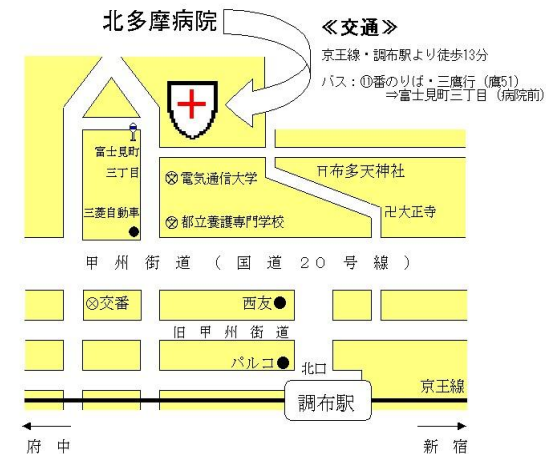 北多摩病院
≪交通≫
京王線・調布駅より徒歩13分
バス：⑪番のりば・三鷹行（鷹51）
⇒富士見町三丁目（病院前）
富士見町
三丁目
三菱自動車
電気通信大学
都立養護専門学校
布多天神社
卍大正寺
甲州街道（国道20号線）
交番
西友
旧甲州街道
パルコ
北口
京王線
調布駅
府中
新宿